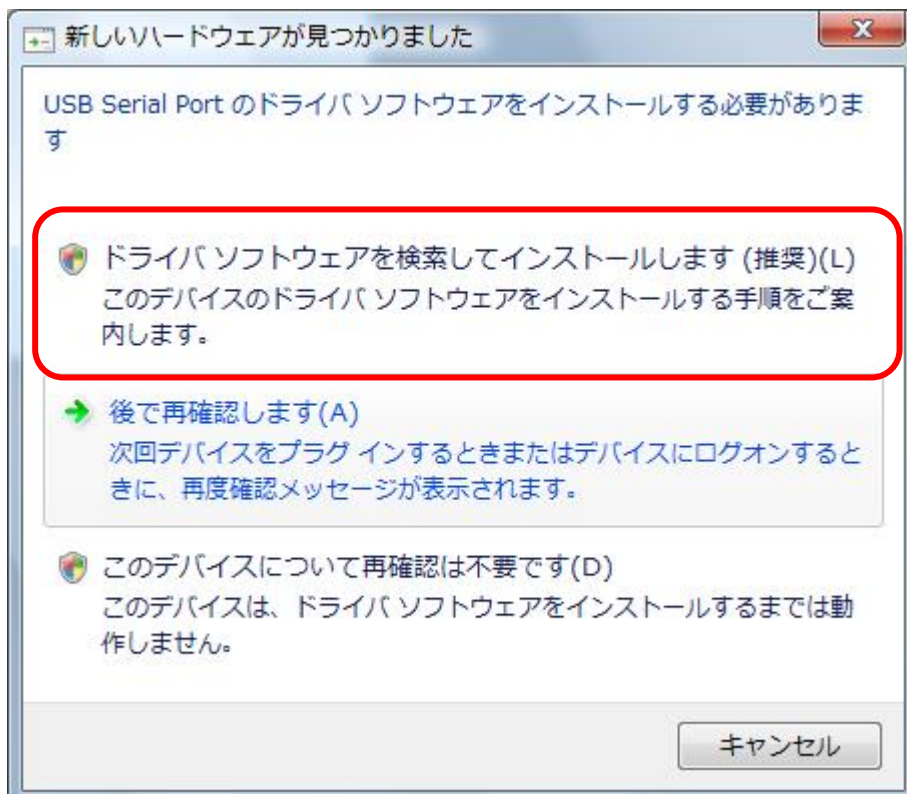 新しいハードウェアが見つかりました
USB Serial Port のドライバ ソフトウェアをインストールする必要がありま
す
ドライバ ソフトウェアを検索してインストールします (推奨)(L)
このデバイスのドライバ ソフトウェアをインストールする手順をご案
内します。
後で再確認します(A)
次回デバイスをプラグ インするときまたはデバイスにログオンすると
きに、再度確認メッセージが表示されます。
このデバイスについて再確認は不要です(D)
このデバイスは、ドライバ ソフトウェアをインストールするまでは動
作しません。
キャンセル